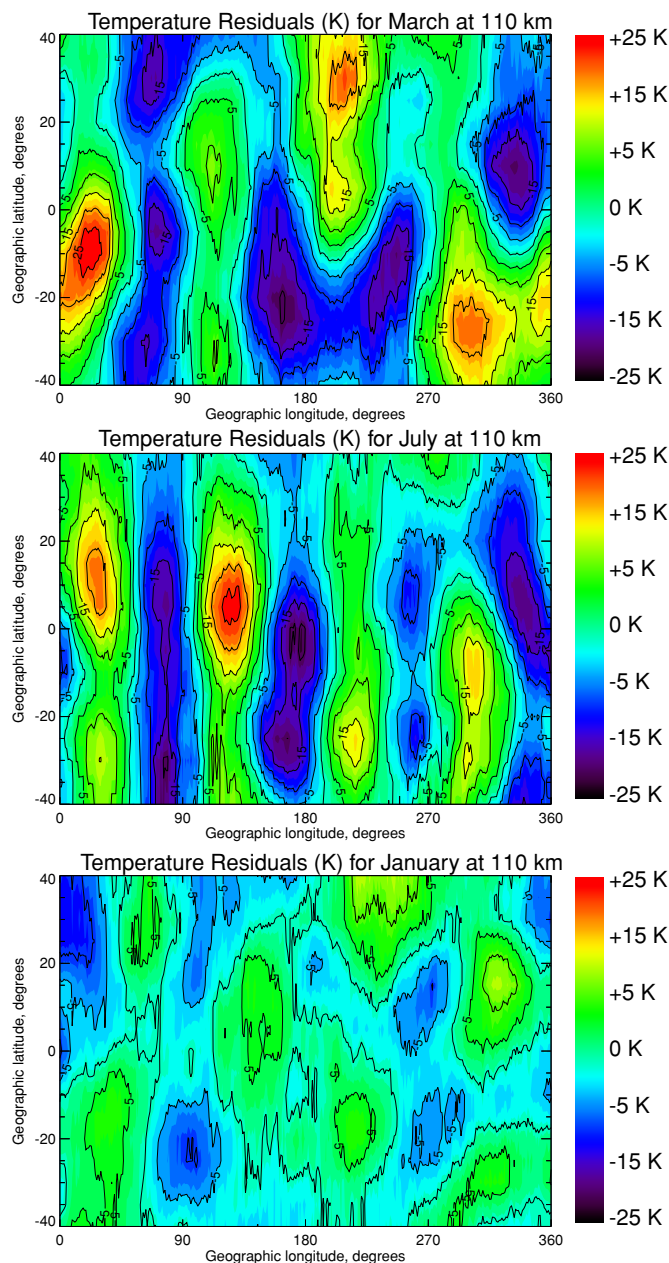 Temperature Residuals (K) for March at 110 km
Geographic latitude, degrees
40
20
0
-20
-40
0 90 180 270 360
Geographic longitude, degrees
+25 K
+15 K
+5 K
0 K
-5 K
-15 K
-25 K
Temperature Residuals (K) for July at 110 km
Geographic latitude, degrees
40
20
0
-20
-40
0 90 180 270 360
Geographic longitude, degrees
+25 K
+15 K
+5 K
0 K
-5 K
-15 K
-25 K
Temperature Residuals (K) for January at 110 km
Geographic latitude, degrees
40
20
0
-20
-40
0 90 180 270 360
Geographic longitude, degrees
+25 K
+15 K
+5 K
0 K
-5 K
-15 K
-25 K